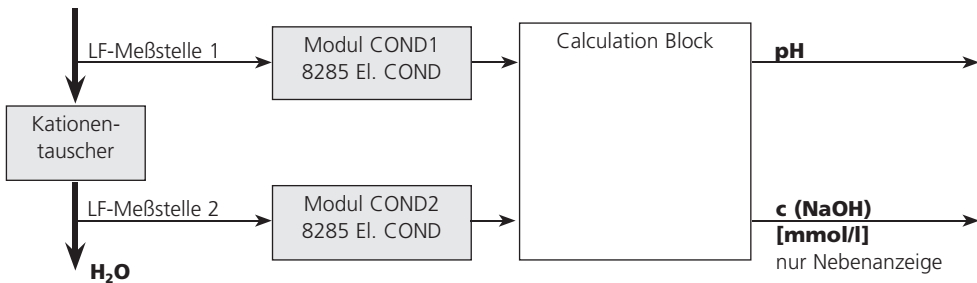 LF-Meßstelle 1
Modul COND1
8285 El. COND
Calculation Block
pH
Kationen-
tauscher
LF-Meßstelle 2
Modul COND2
8285 El. COND
c (NaOH)
[mmol/l]
nur Nebenanzeige
H₂O